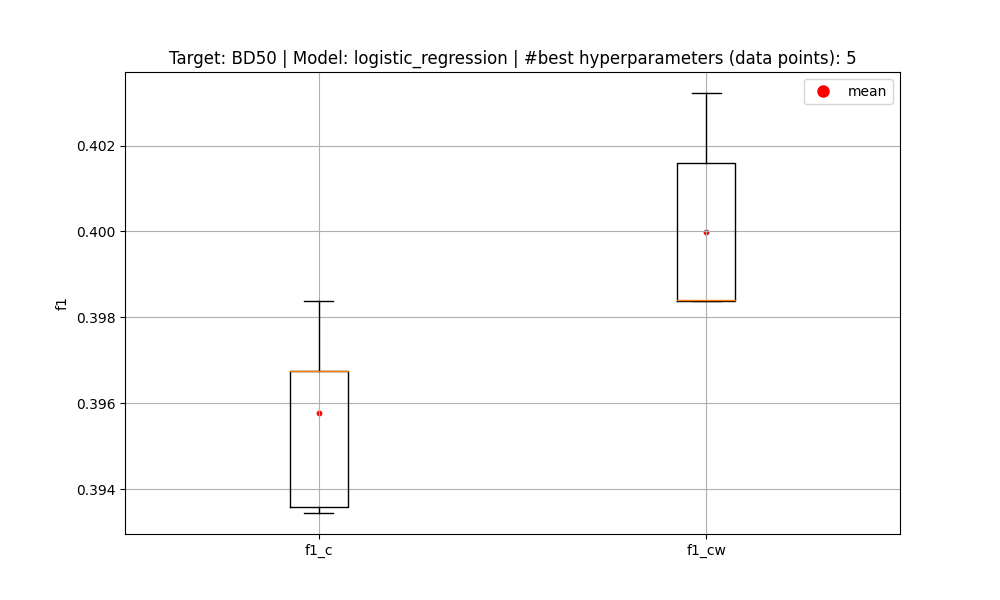 Target: BD50 | Model: logistic_regression | #best hyperparameters (data points): 5
mean
0.402
0.400
0.398
0.396
0.394
f1
f1_c
f1_cw